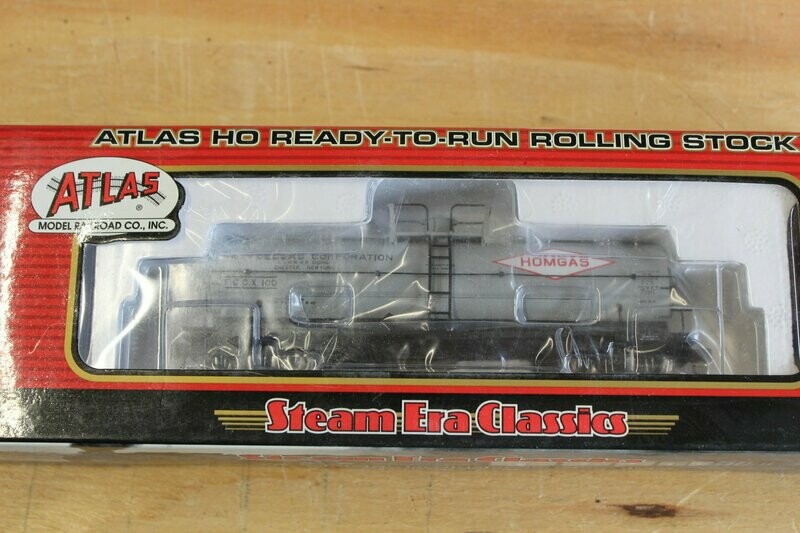 ATLAS HO READY-TO-RUN ROLLING STOCK
ATLAS
®
MODEL RAILROAD CO., INC.
CORPORATION
HOMGAS
Steam Era Classics